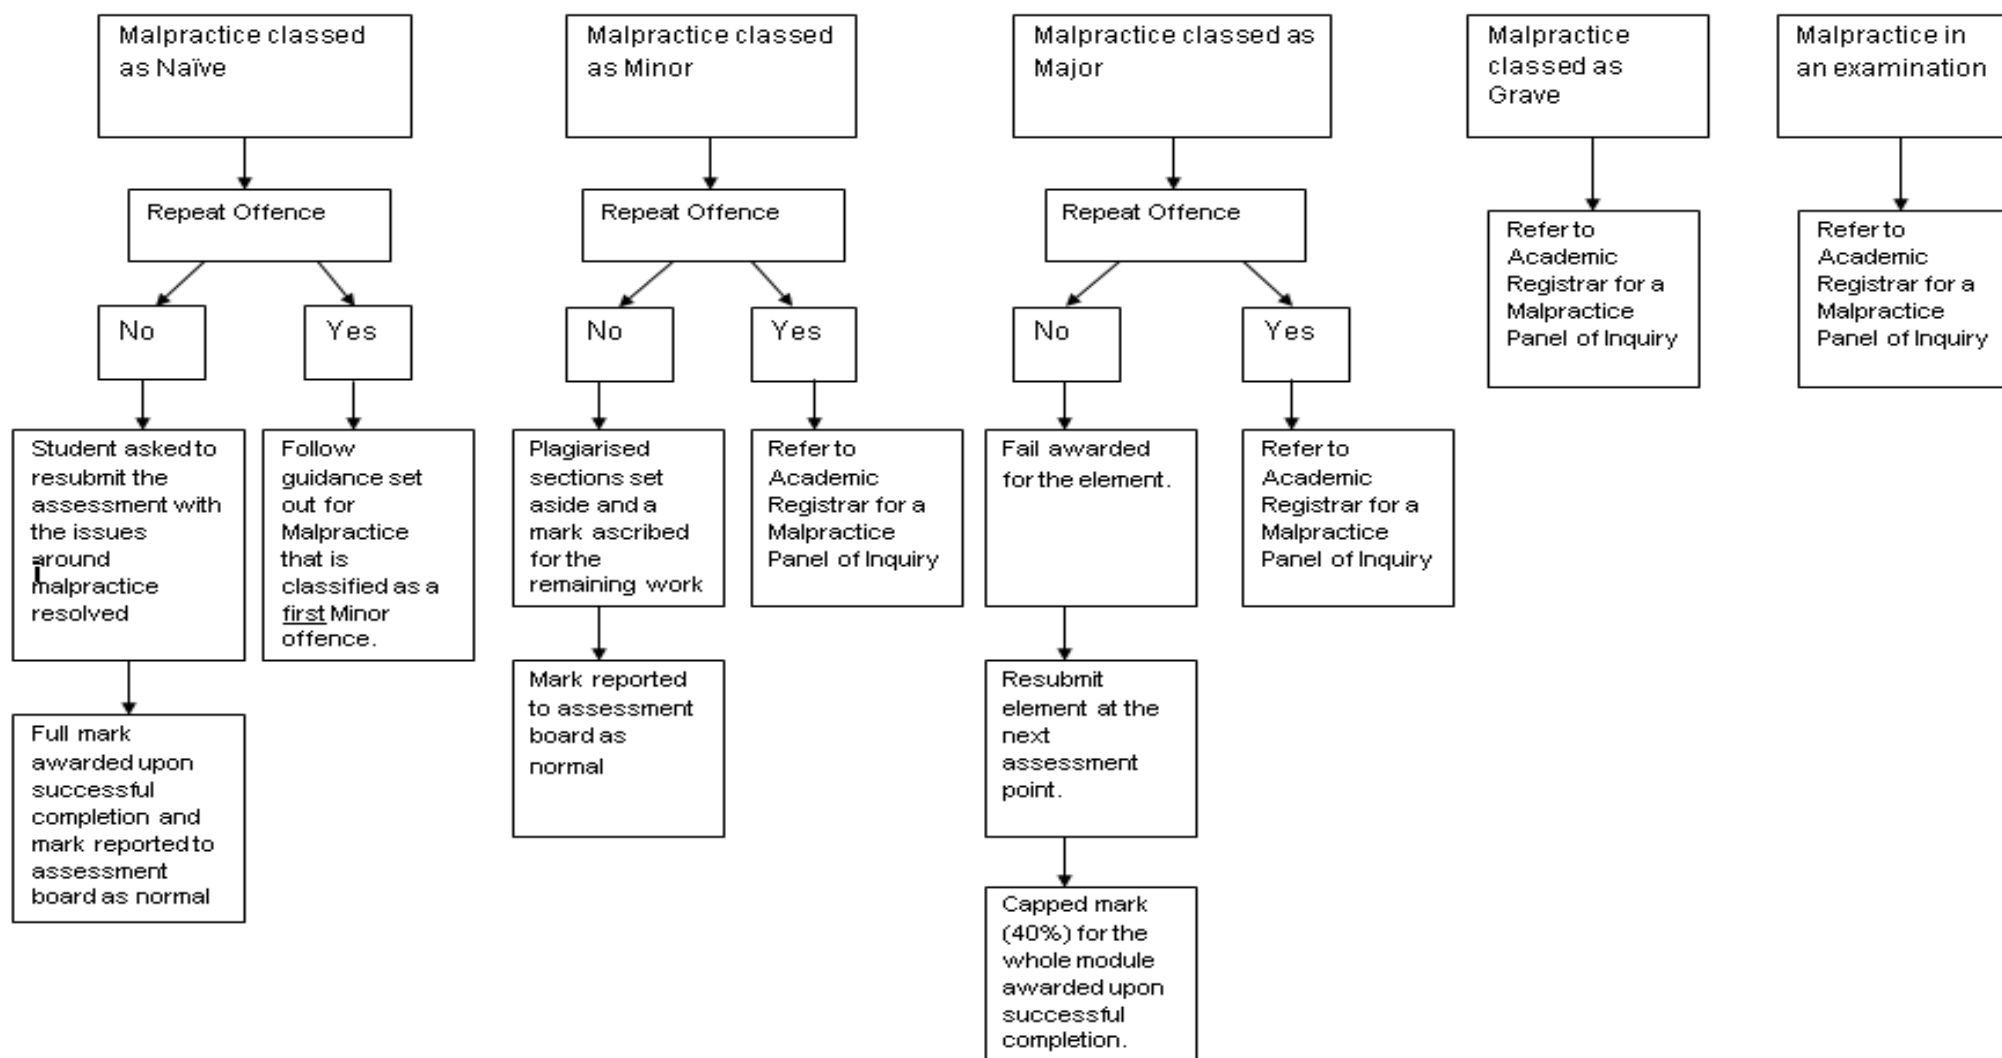 Malpractice classed
as Naïve
Repeat Offence
No
Yes
Student asked to
resubmit the
assessment with
the issues
around
malpractice
resolved
Follow
guidance set
out for
Malpractice
that is
classified as a
first Minor
offence.
Full mark
awarded upon
successful
completion and
mark reported to
assessment
board as normal
Malpractice classed
as Minor
Repeat Offence
No
Yes
Plagiarised
sections set
aside and a
mark ascribed
for the
remaining work
Refer to
Academic
Registrar for a
Malpractice
Panel of Inquiry
Mark reported
to assessment
board as
normal
Malpractice classed as
Major
Repeat Offence
No
Yes
Fail awarded
for the element.
Refer to
Academic
Registrar for a
Malpractice
Panel of Inquiry
Resubmit
element at the
next
assessment
point.
Capped mark
(40%) for the
whole module
awarded upon
successful
completion.
Malpractice
classed as
Grave
Refer to
Academic
Registrar for a
Malpractice
Panel of Inquiry
Malpractice in
an examination
Refer to
Academic
Registrar for a
Malpractice
Panel of Inquiry